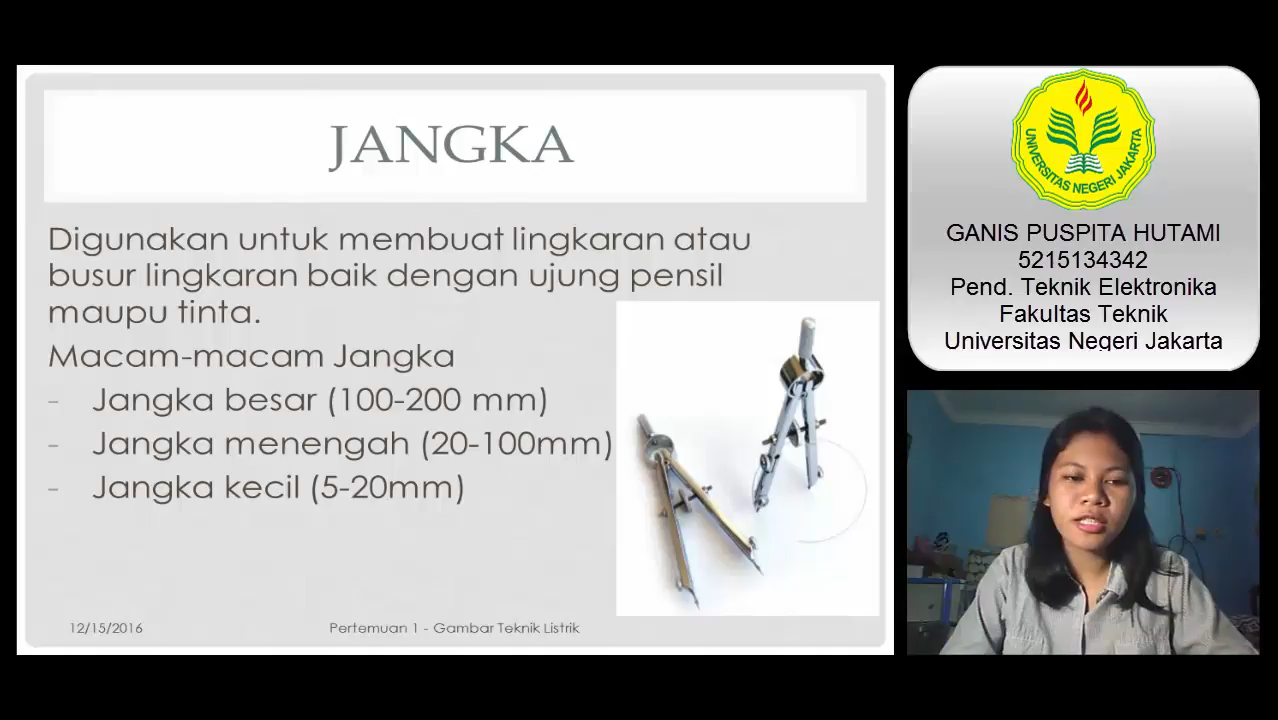 JANGKA
Digunakan untuk membuat lingkaran atau
busur lingkaran baik dengan ujung pensil
maupu tinta.
Macam-macam Jangka
- Jangka besar (100-200 mm)
- Jangka menengah (20-100mm)
- Jangka kecil (5-20mm)
12/15/2016
Pertemuan 1 - Gambar Teknik Listrik
UNIVERSITAS NEGERI JAKARTA
GANIS PUSPITA HUTAMI
5215134342
Pend. Teknik Elektronika
Fakultas Teknik
Universitas Negeri Jakarta